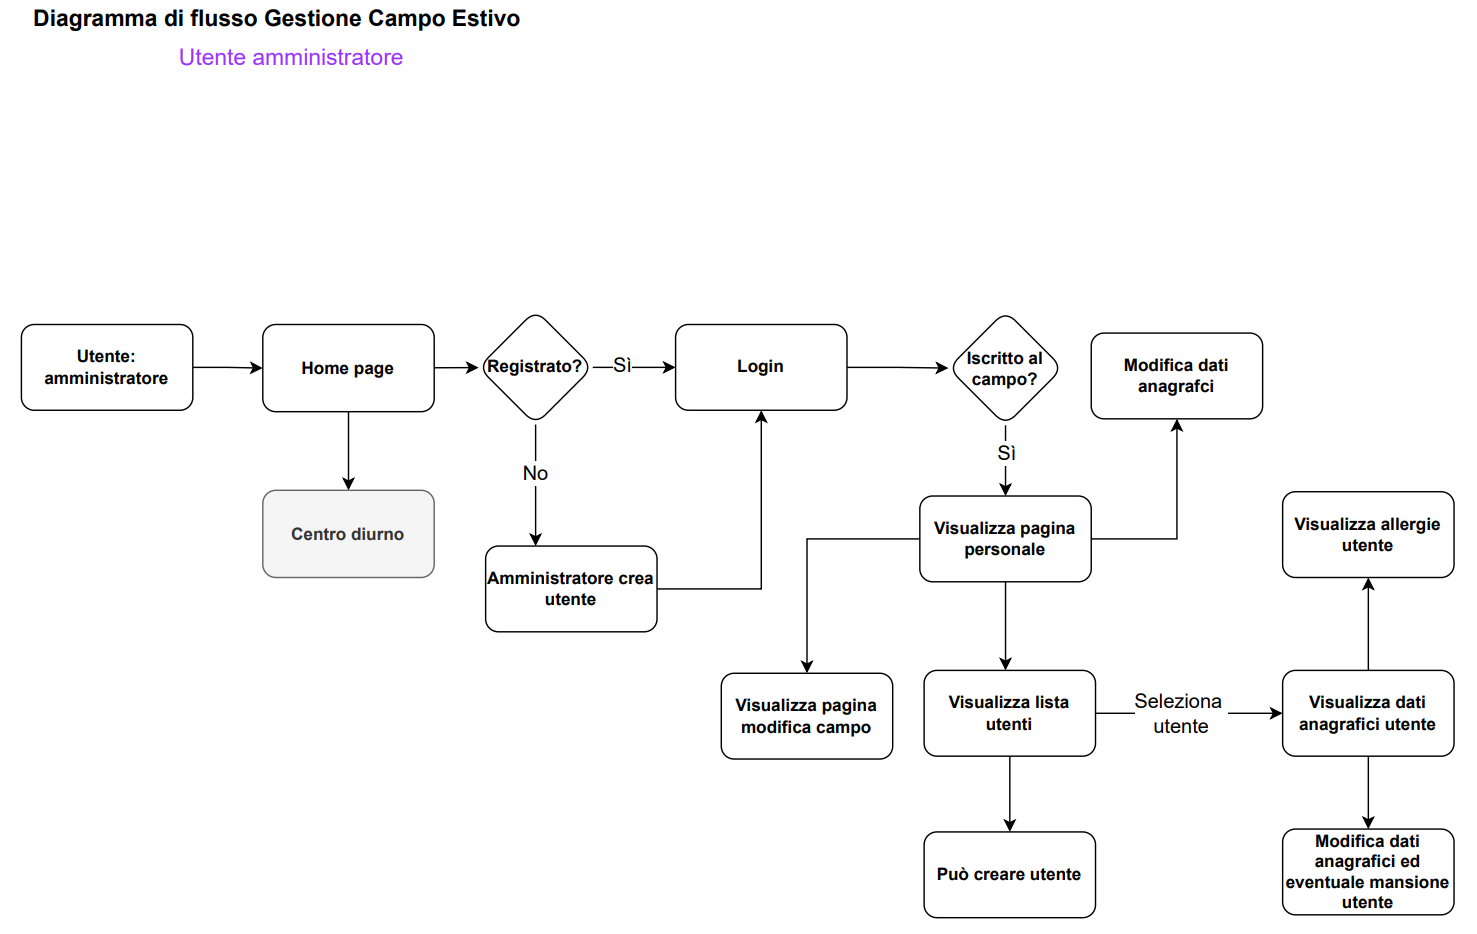 Diagramma di flusso Gestione Campo Estivo
Utente amministratore
Utente:
amministratore
Home page
Registrato?
Sì
Login
Iscritto al
campo?
Modifica dati
anagrafci
No
Sì
Centro diurno
Amministratore crea
utente
Visualizza pagina
personale
Visualizza allergie
utente
Visualizza pagina
modifica campo
Visualizza lista
utenti
Seleziona
utente
Visualizza dati
anagrafici utente
Può creare utente
Modifica dati
anagrafici ed
eventuale mansione
utente